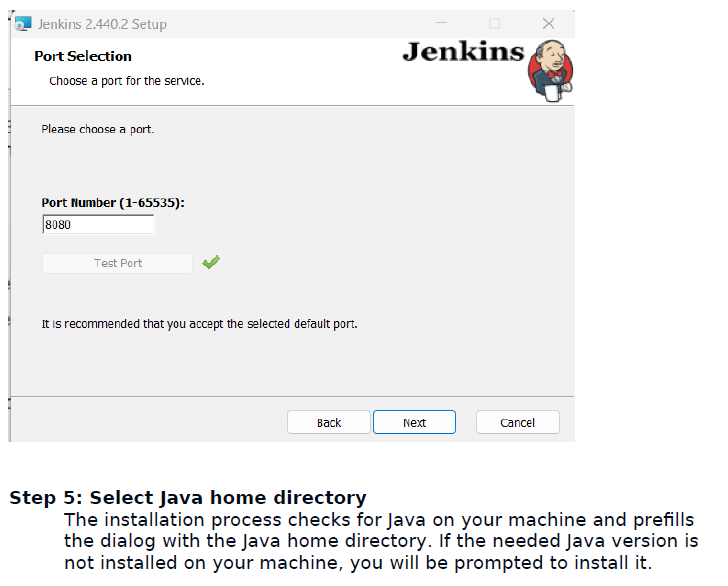 Jenkins 2.440.2 Setup
Port Selection
Jenkins
Choose a port for the service.
Please choose a port.
Port Number (1-65535):
8080
Test Port
It is recommended that you accept the selected default port.
Back Next Cancel
Step 5: Select Java home directory
The installation process checks for Java on your machine and prefills
the dialog with the Java home directory. If the needed Java version is
not installed on your machine, you will be prompted to install it.